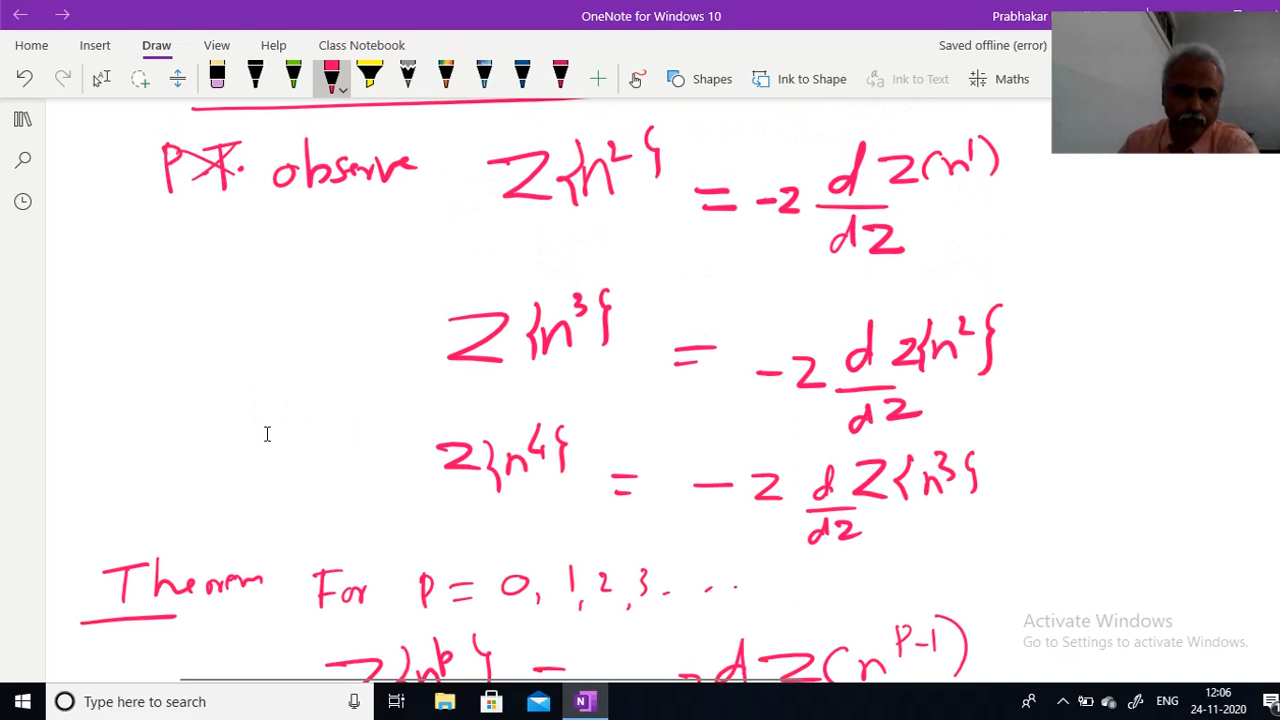 OneNote for Windows 10
Prabhakar
Home Insert Draw View Help Class Notebook
Saved offline (error)
Shapes Ink to Shape Ink to Text Maths
observe Z{n²} = -z d/dz Z(n¹)
Z{n³} = -z d/dz Z{n²}
Z{n⁴} = -z d/dz Z{n³}
Theorem For P = 0, 1, 2, 3. ...
Z{n^p} = -z d Z(n^{P-1})
Activate Windows
Go to Settings to activate Windows.
Type here to search
ENG
12:06
24-11-2020